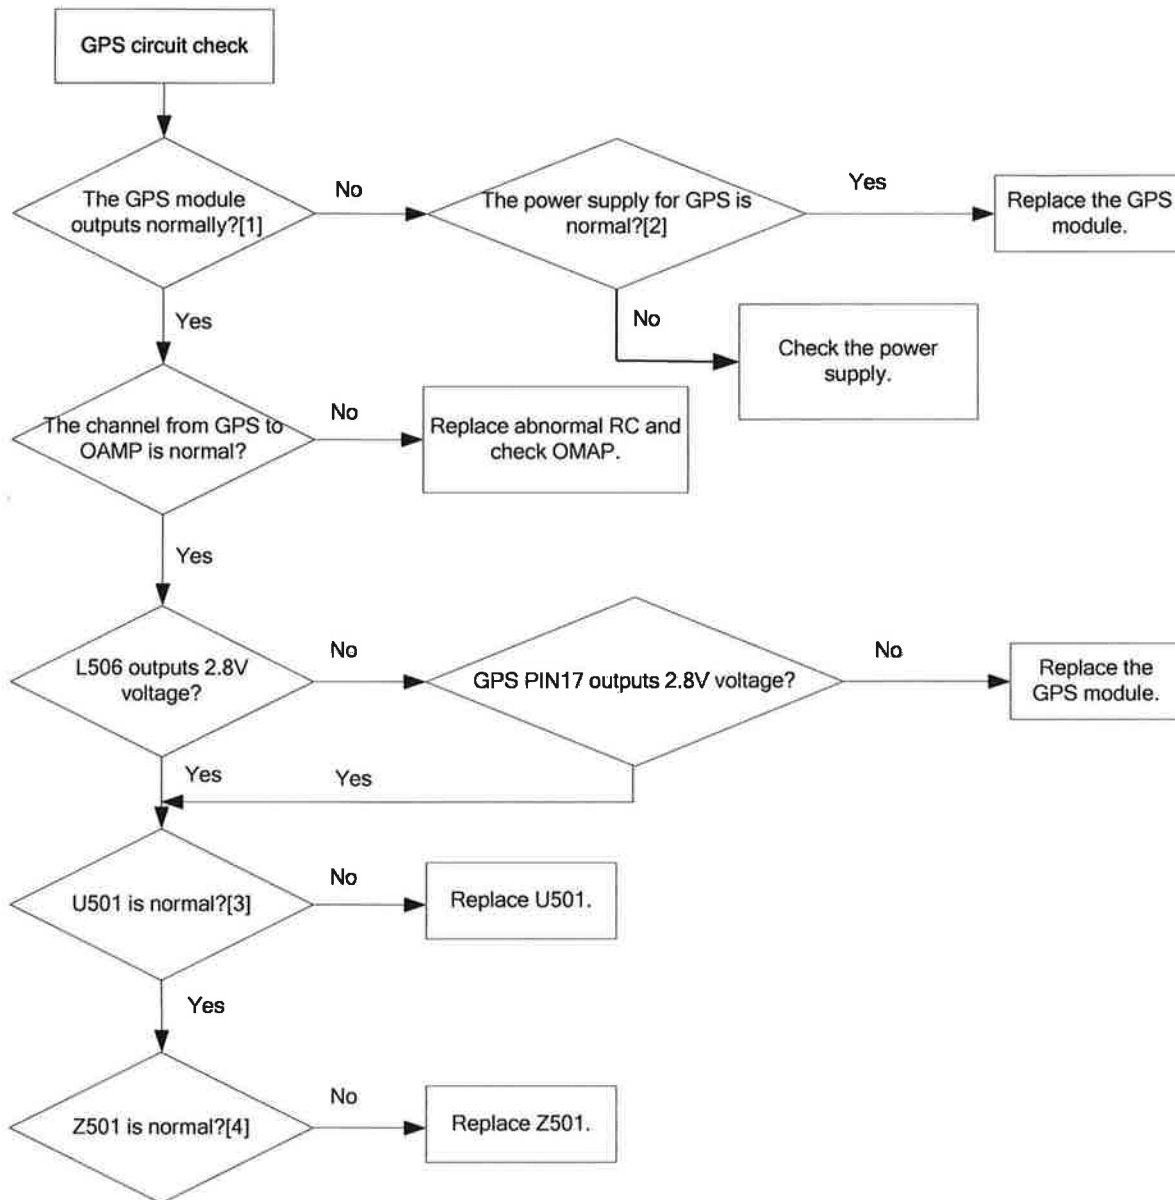 GPS circuit check
The GPS module
outputs normally?[1]
No
The power supply for GPS is
normal?[2]
Yes
Replace the GPS
module.
Yes
No
Check the power
supply.
The channel from GPS to
OAMP is normal?
No
Replace abnormal RC and
check OMAP.
Yes
L506 outputs 2.8V
voltage?
No
GPS PIN17 outputs 2.8V voltage?
No
Replace the
GPS module.
Yes
Yes
U501 is normal?[3]
No
Replace U501.
Yes
Z501 is normal?[4]
No
Replace Z501.